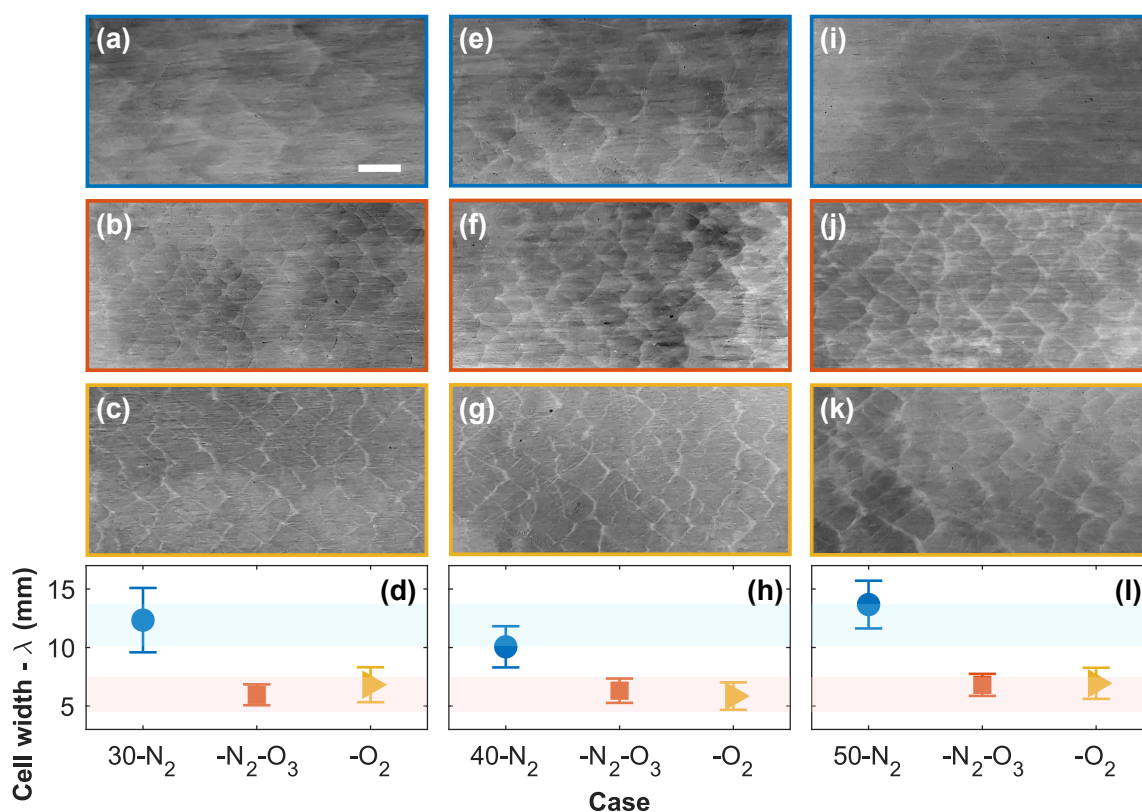 (a) (e) (i)
(b) (f) (j)
(c) (g) (k)
(d) (h) (l)
Cell width - λ (mm)
15
10
5
30-N₂ -N₂-O₃ -O₂ 40-N₂ -N₂-O₃ -O₂ 50-N₂ -N₂-O₃ -O₂
Case